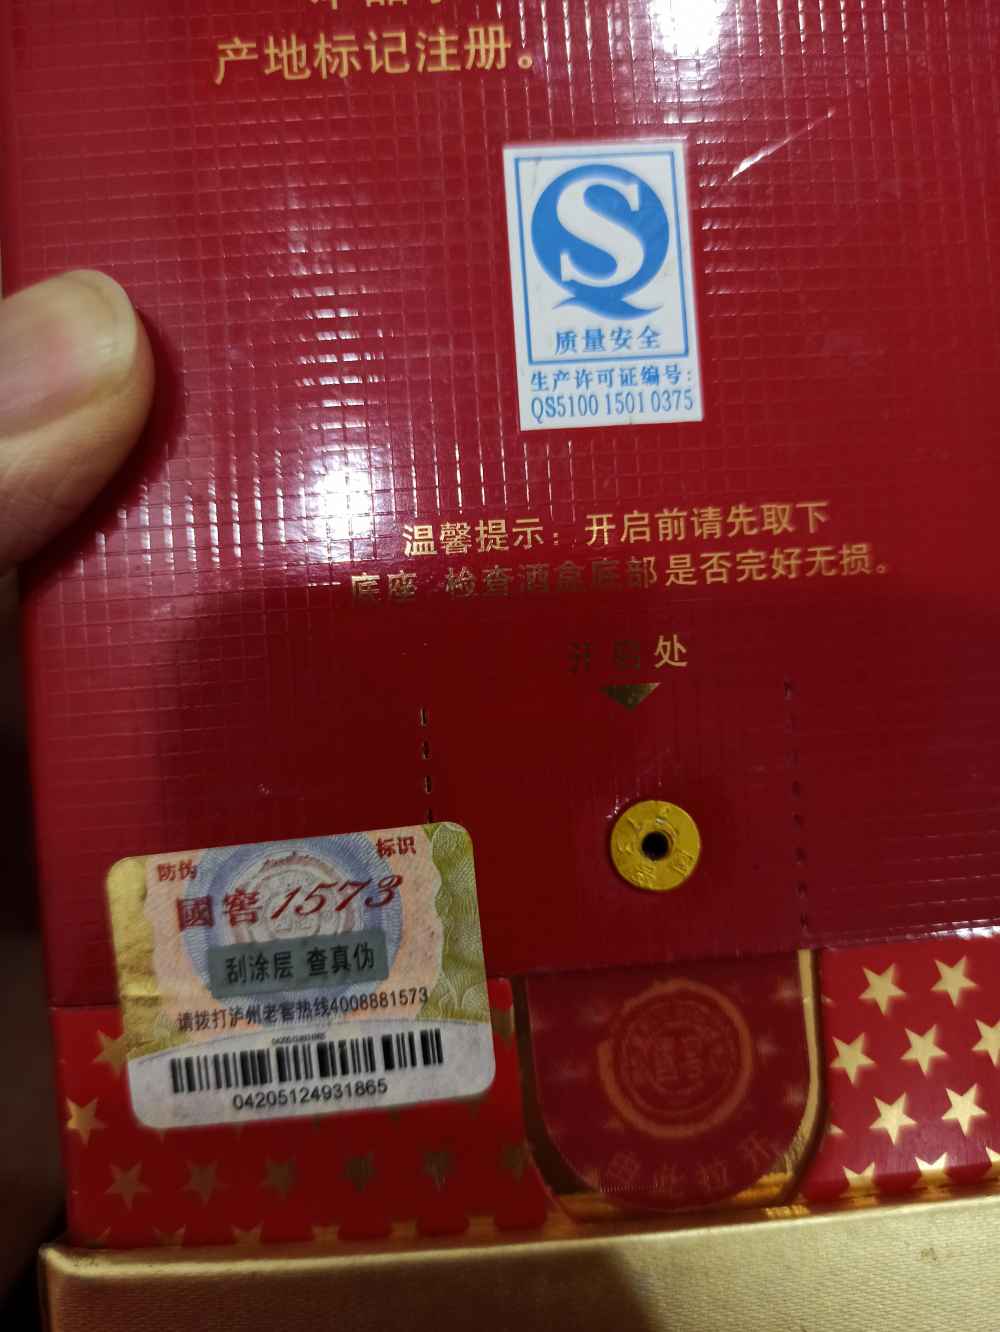 产地标记注册。
S
质量安全
生产许可证编号:
QS5100 1501 0375
温馨提示：开启前请先取下
底座 检查酒盒底部是否完好无损。
开启处
防伪 标识
國窖1573
刮涂层 查真伪
请拨打泸州老窖热线4008881573
04205124931865
由此拉开